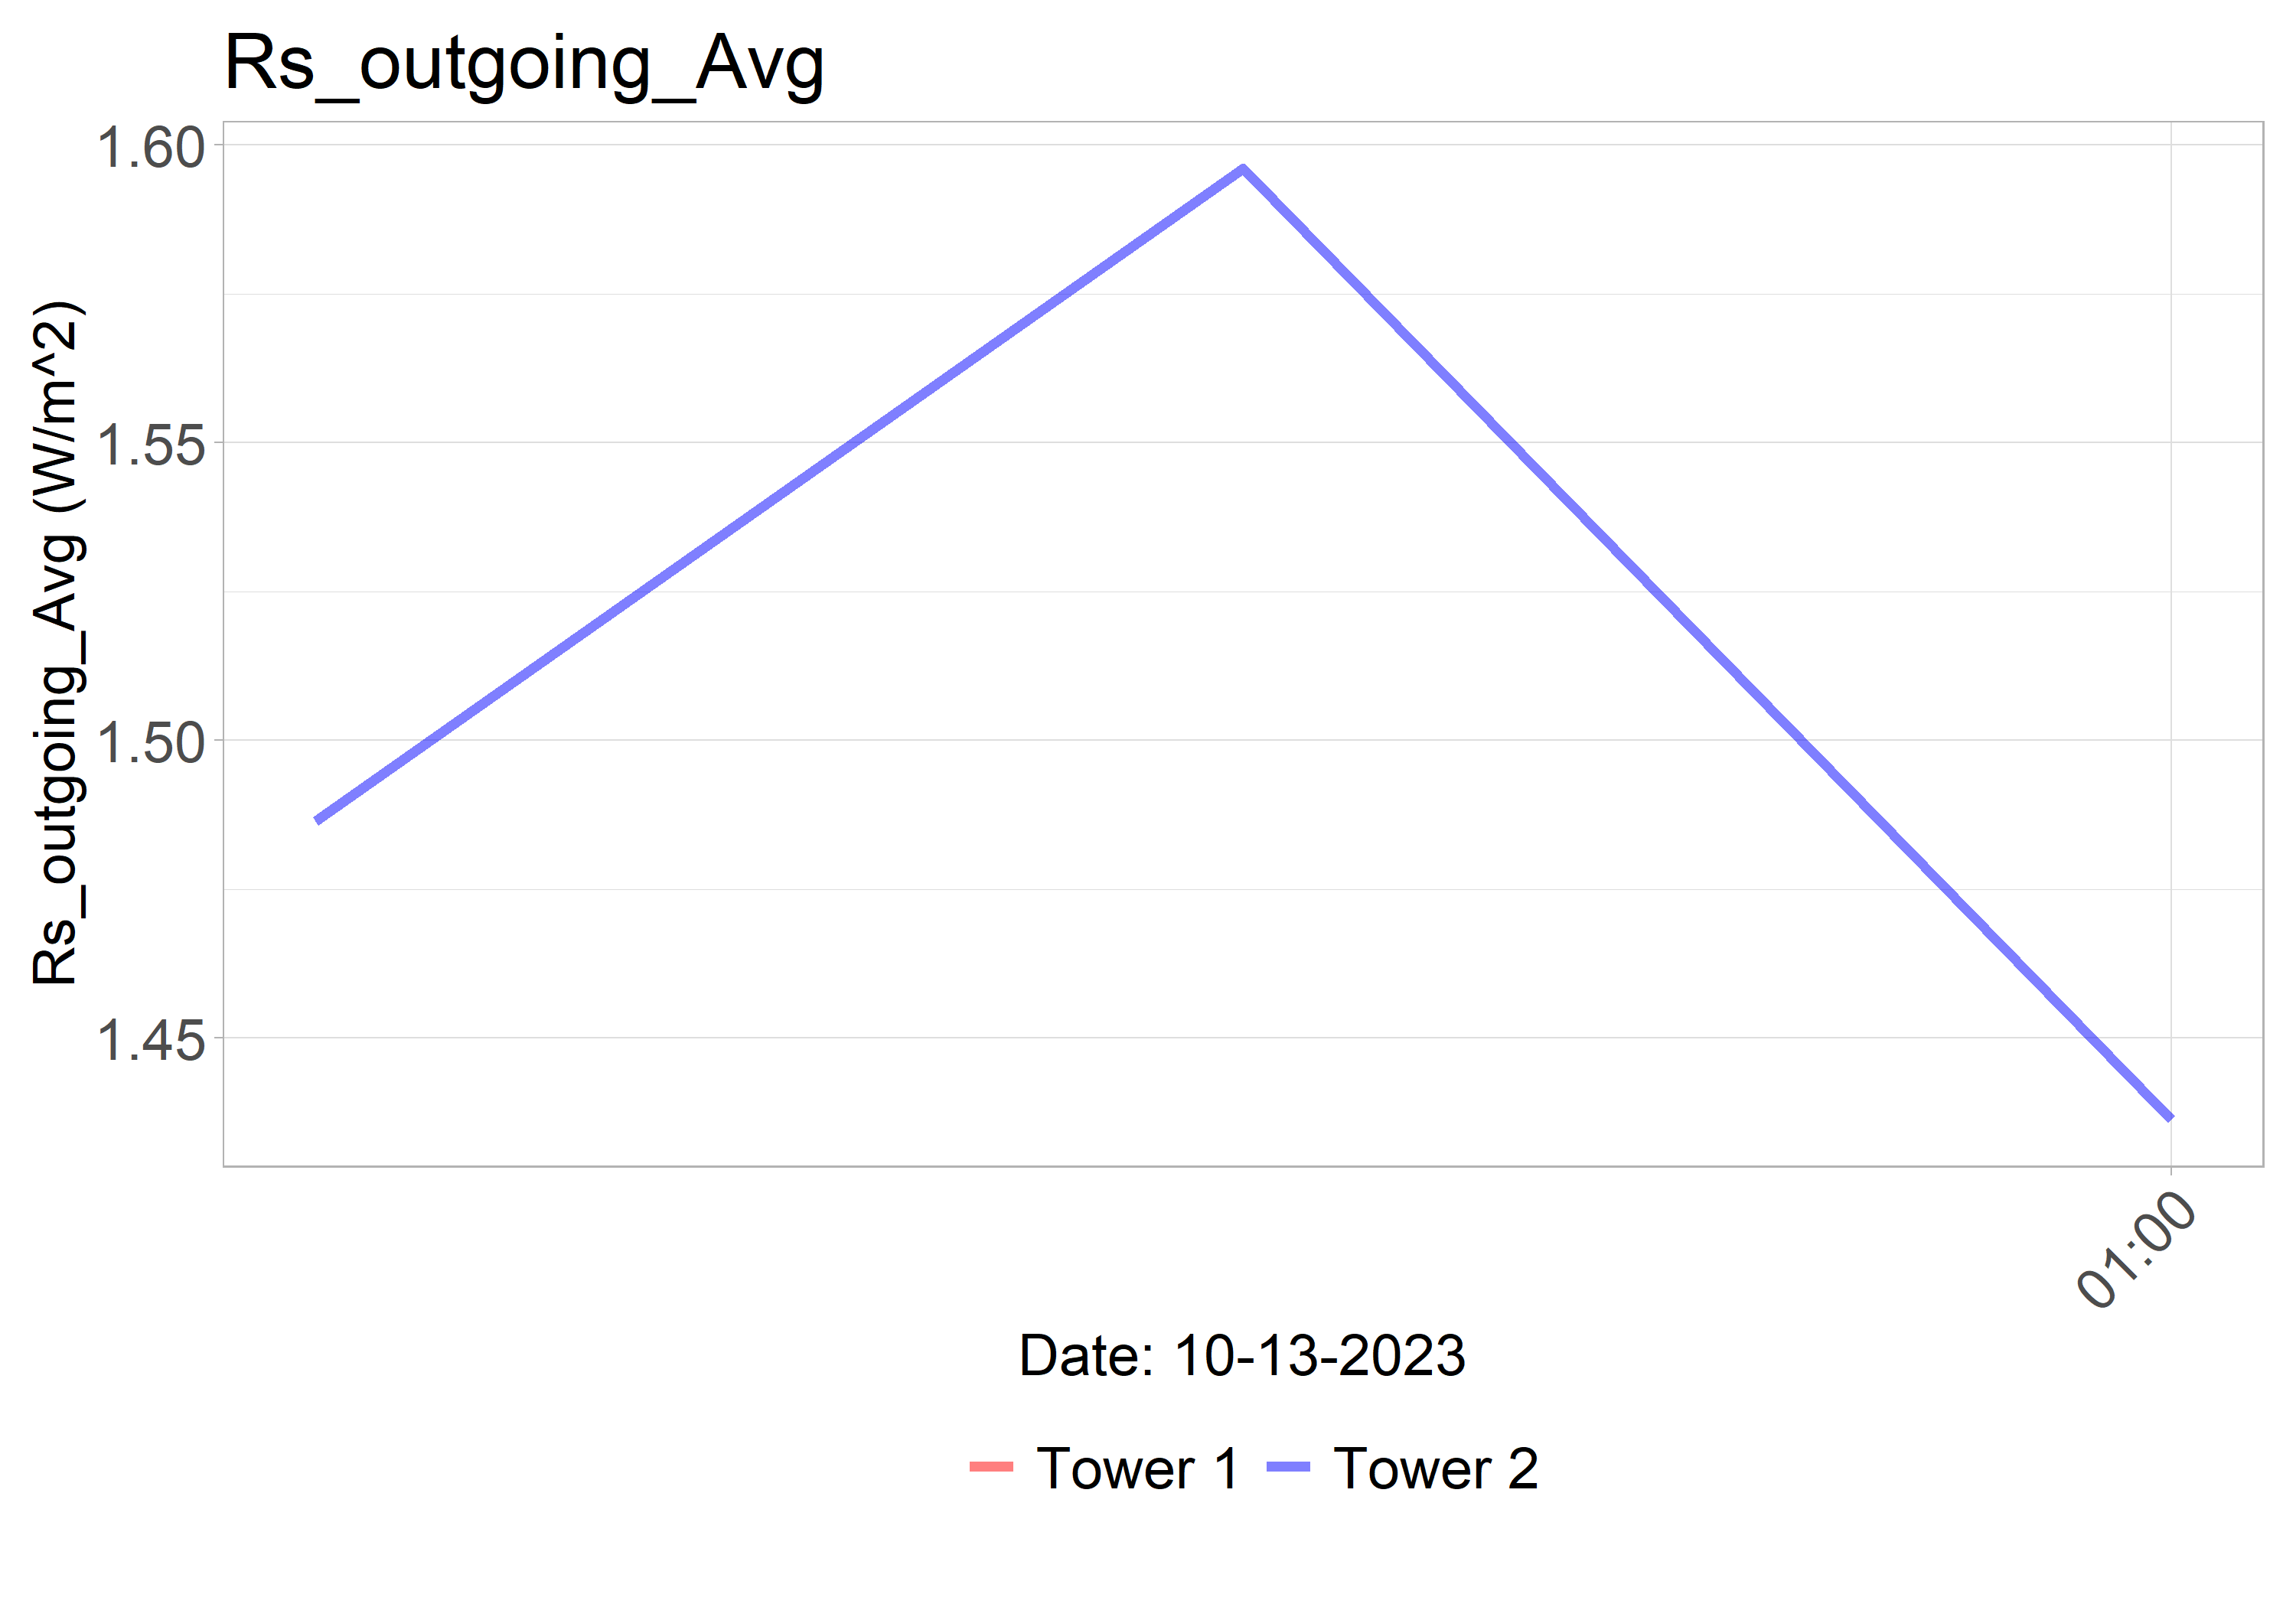 Rs_outgoing_Avg
1.60
1.55
1.50
1.45
Rs_outgoing_Avg (W/m^2)
01:00
Date: 10-13-2023
Tower 1 Tower 2